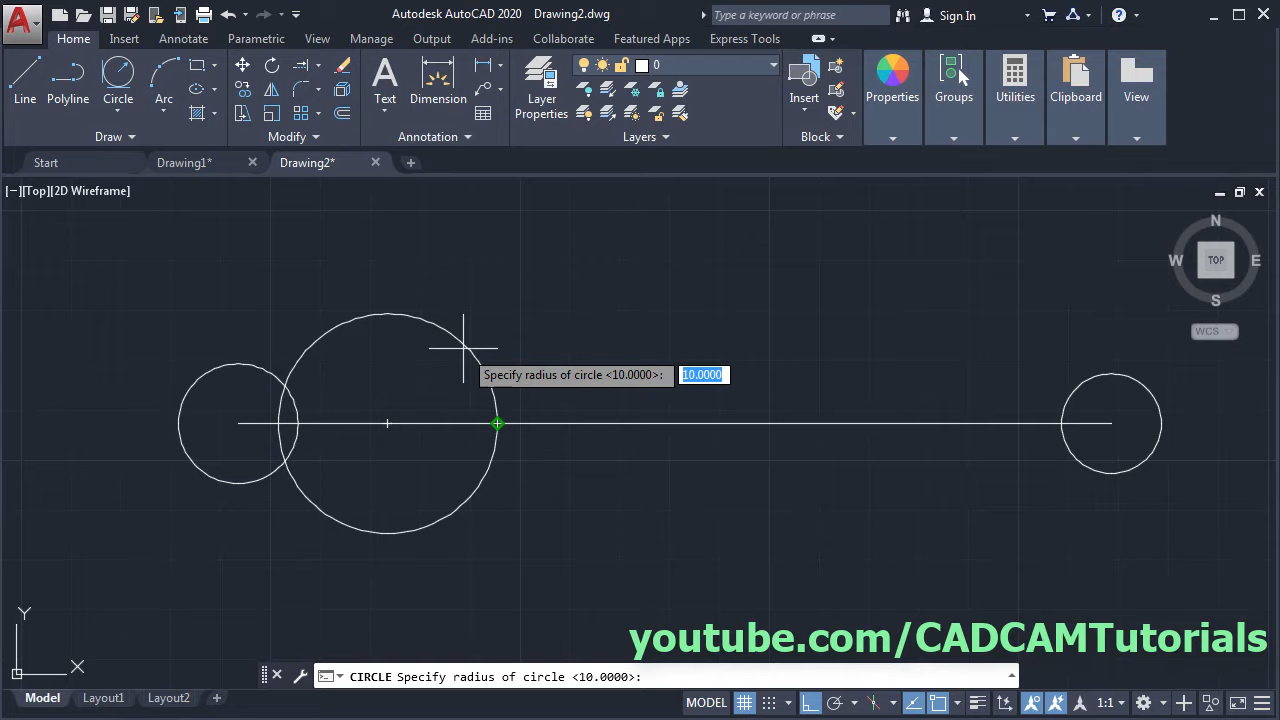 Autodesk AutoCAD 2020 Drawing2.dwg
Type a keyword or phrase
Sign In
Home Insert Annotate Parametric View Manage Output Add-ins Collaborate Featured Apps Express Tools
Line Polyline Circle Arc
Text Dimension
Layer Properties
0
Insert
Properties Groups Utilities Clipboard View
Draw Modify Annotation Layers Block
Start Drawing1* Drawing2*
[−][Top][2D Wireframe]
N
W TOP E
S
WCS
Specify radius of circle <10.0000>: 10.0000
Y
X
youtube.com/CADCAMTutorials
CIRCLE Specify radius of circle <10.0000>:
Model Layout1 Layout2
MODEL 1:1